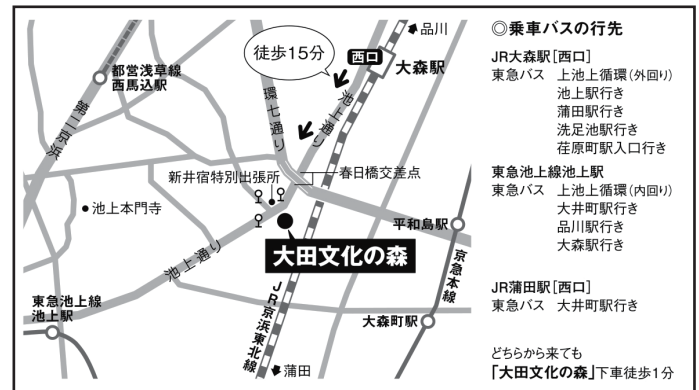 品川
徒歩15分
西口
大森駅
都営浅草線
西馬込駅
第二京浜
環七通り
池上通り
新井宿特別出張所
春日橋交差点
池上本門寺
平和島駅
大田文化の森
池上通り
京急本線
東急池上線
池上駅
JR京浜東北線
大森町駅
蒲田
◎乗車バスの行先
JR大森駅[西口]
東急バス 上池上循環(外回り)
池上駅行き
蒲田駅行き
洗足池駅行き
荏原町駅入口行き
東急池上線池上駅
東急バス 上池上循環(内回り)
大井町駅行き
品川駅行き
大森駅行き
JR蒲田駅[西口]
東急バス 大井町駅行き
どちらから来ても
「大田文化の森」下車徒歩1分